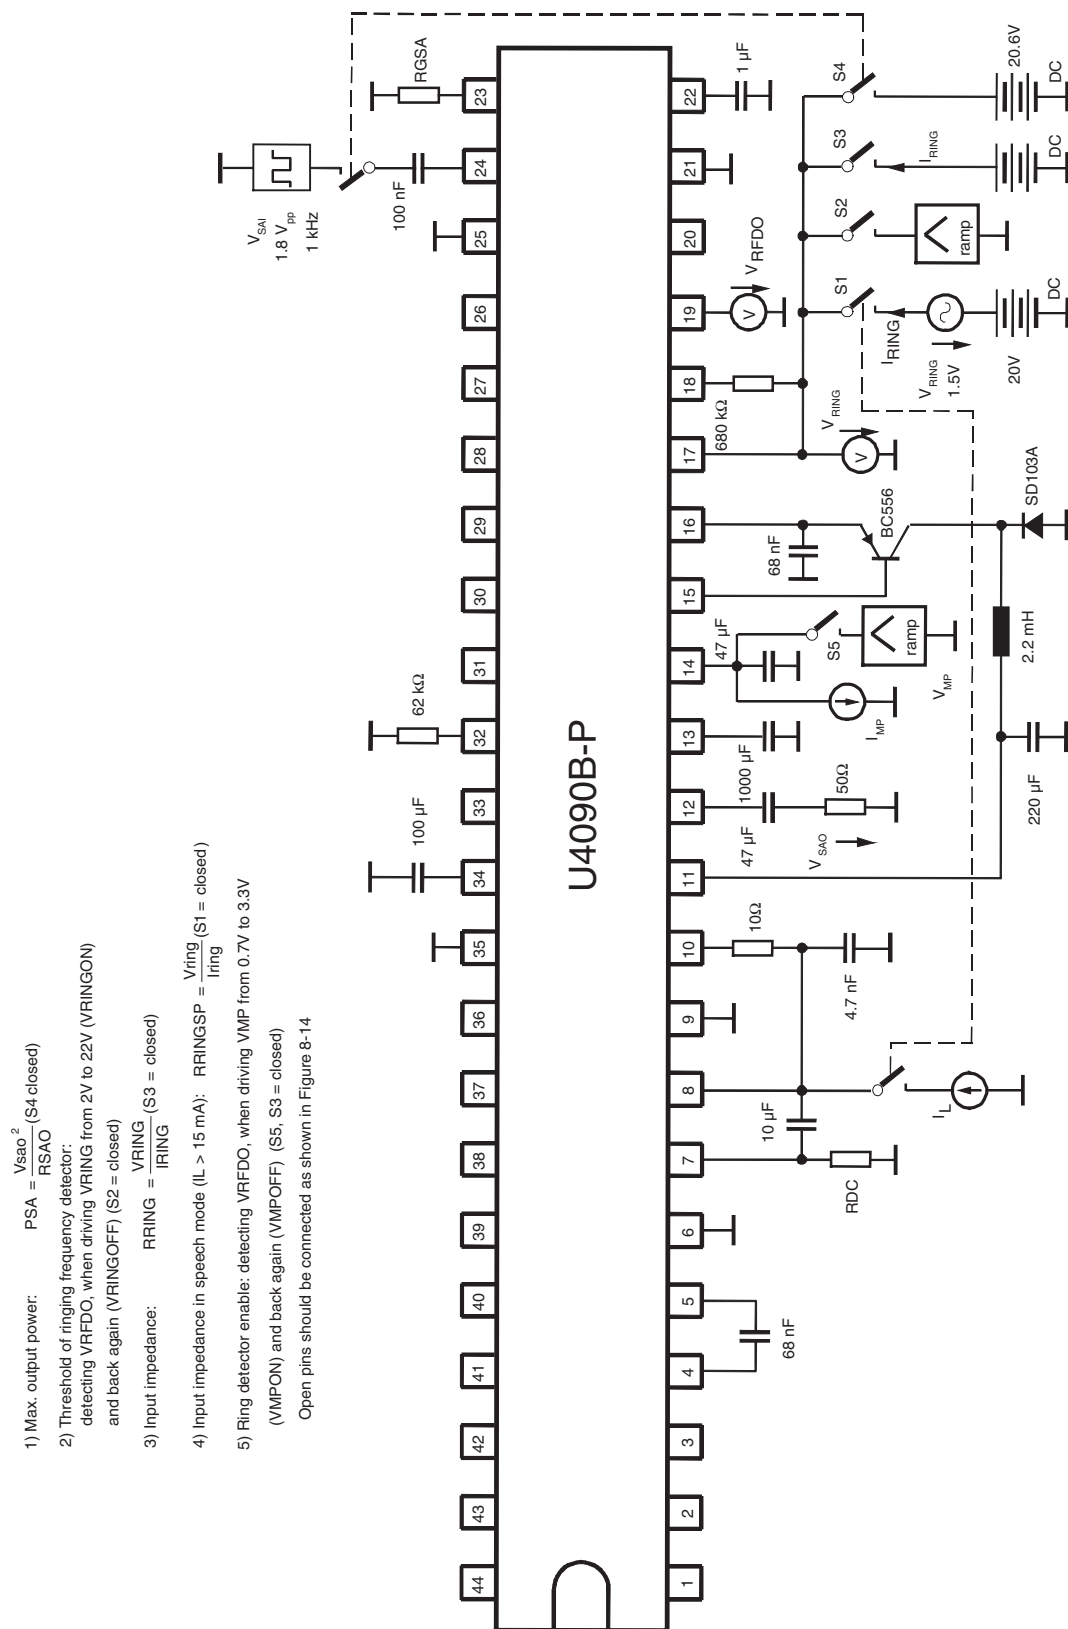 1) Max. output power: PSA = Vsao² / RSAO (S4 closed)
2) Threshold of ringing frequency detector:
detecting VRFDO, when driving VRING from 2V to 22V (VRINGON)
and back again (VRINGOFF) (S2 = closed)
3) Input impedance: RRING = VRING / IRING (S3 = closed)
4) Input impedance in speech mode (IL > 15 mA): RRINGSP = Vring / Iring (S1 = closed)
5) Ring detector enable: detecting VRFDO, when driving VMP from 0.7V to 3.3V
(VMPON) and back again (VMPOFF) (S5, S3 = closed)
Open pins should be connected as shown in Figure 8-14
VSAI
1.8 Vpp
1 kHz
100 µF
62 kΩ
100 nF
RGSA
44
43
42
41
40
39
38
37
36
35
34
33
32
31
30
29
28
27
26
25
24
23
U4090B-P
1
2
3
4
5
6
7
8
9
10
11
12
13
14
15
16
17
18
19
20
21
22
68 nF
10 µF
RDC
IL
10Ω
4.7 nF
47 µF
VSAO
50Ω
1000 µF
47 µF
IMP
S5
ramp
VMP
220 µF
2.2 mH
68 nF
BC556
SD103A
V
VRING
680 kΩ
V
VRFDO
1 µF
S1
S2
S3
S4
IRING
VRING
1.5V
20V
DC
ramp
IRING
DC
20.6V
DC